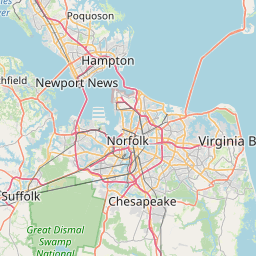 Poquoson
Hampton
hfield
Newport News
Norfolk
Virginia B
Suffolk
Chesapeake
Great Dismal
Swamp
National